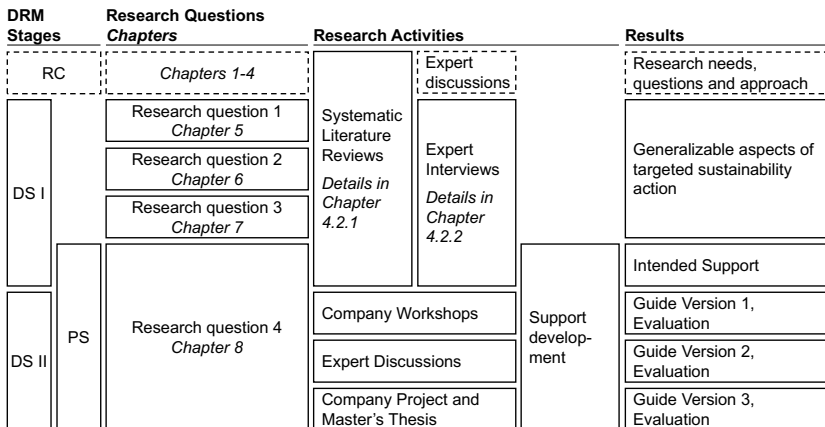 DRM
Stages
Research Questions
Chapters
Research Activities
Results
RC
Chapters 1-4
Expert
discussions
Research needs,
questions and approach
DS I
Research question 1
Chapter 5
Research question 2
Chapter 6
Research question 3
Chapter 7
Systematic
Literature
Reviews
Details in
Chapter
4.2.1
Expert
Interviews
Details in
Chapter
4.2.2
Generalizable aspects of
targeted sustainability
action
Intended Support
DS II
PS
Research question 4
Chapter 8
Company Workshops
Expert Discussions
Company Project and
Master's Thesis
Support
develop-
ment
Guide Version 1,
Evaluation
Guide Version 2,
Evaluation
Guide Version 3,
Evaluation